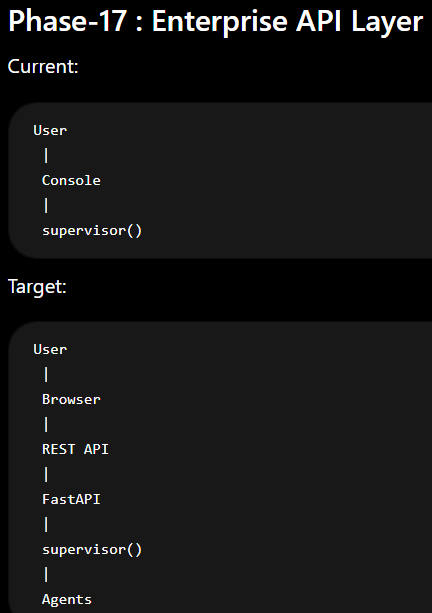 Phase-17 : Enterprise API Layer
Current:
User
|
Console
|
supervisor()
Target:
User
|
Browser
|
REST API
|
FastAPI
|
supervisor()
|
Agents